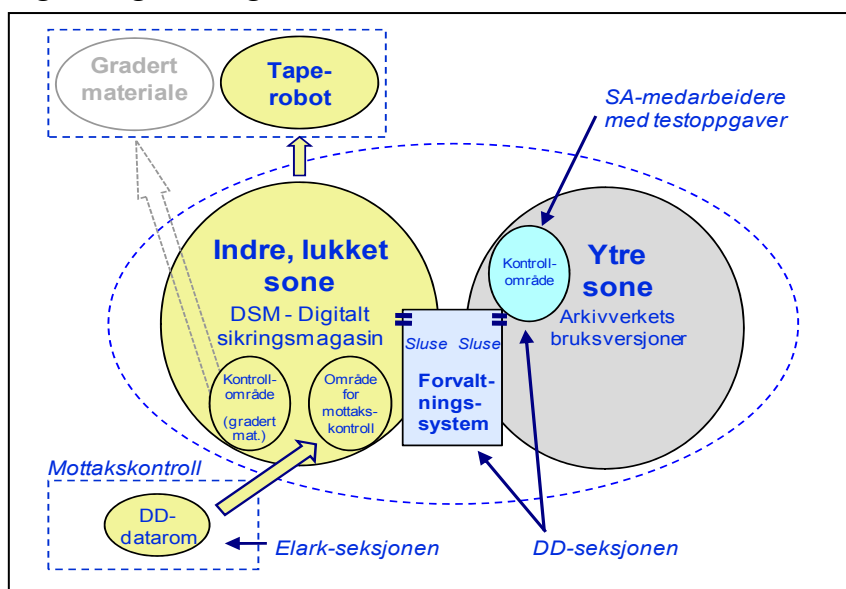 Gradert
materiale
Tape-
robot
SA-medarbeidere
med testoppgaver
Indre, lukket
sone
DSM - Digitalt
sikringsmagasin
Kontroll-
område
(gradert
mat.)
Område
for
mottaks-
kontroll
Sluse Sluse
Forvalt-
nings-
system
Kontroll-
område
Ytre
sone
Arkivverkets
bruksversjoner
Mottakskontroll
DD-
datarom
Elark-seksjonen
DD-seksjonen